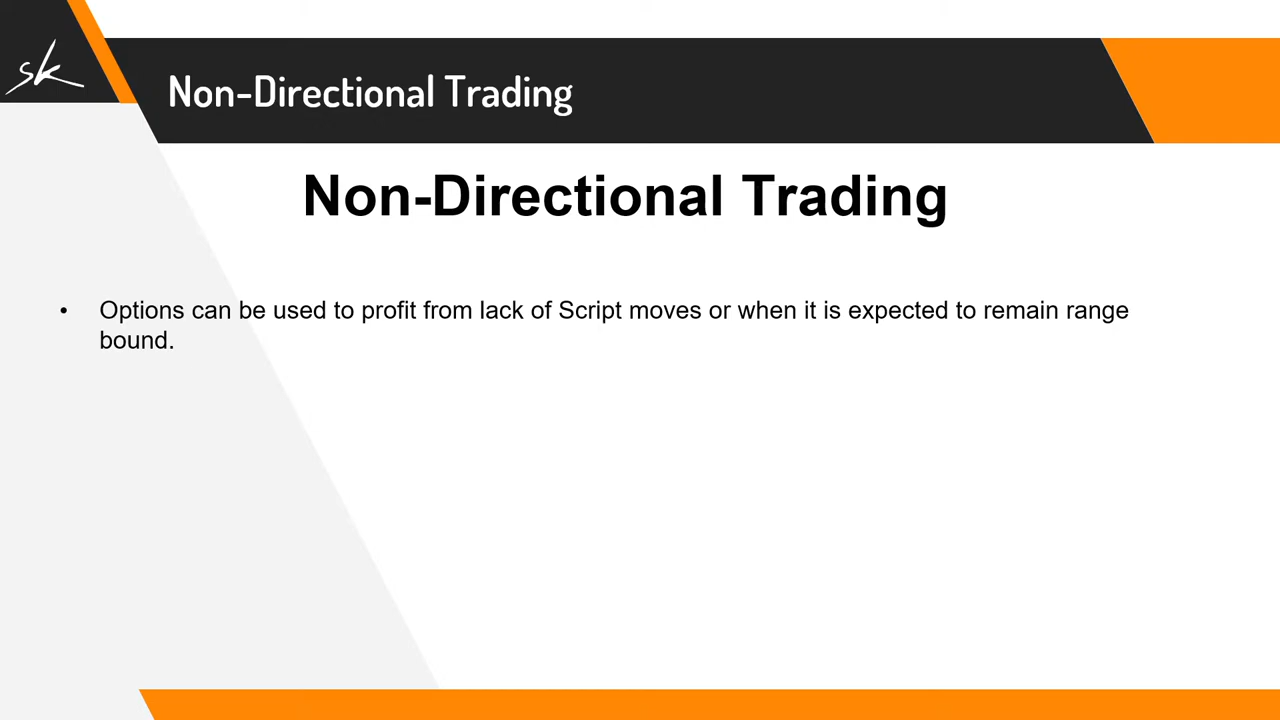 sk
Non-Directional Trading
Non-Directional Trading
• Options can be used to profit from lack of Script moves or when it is expected to remain range
bound.